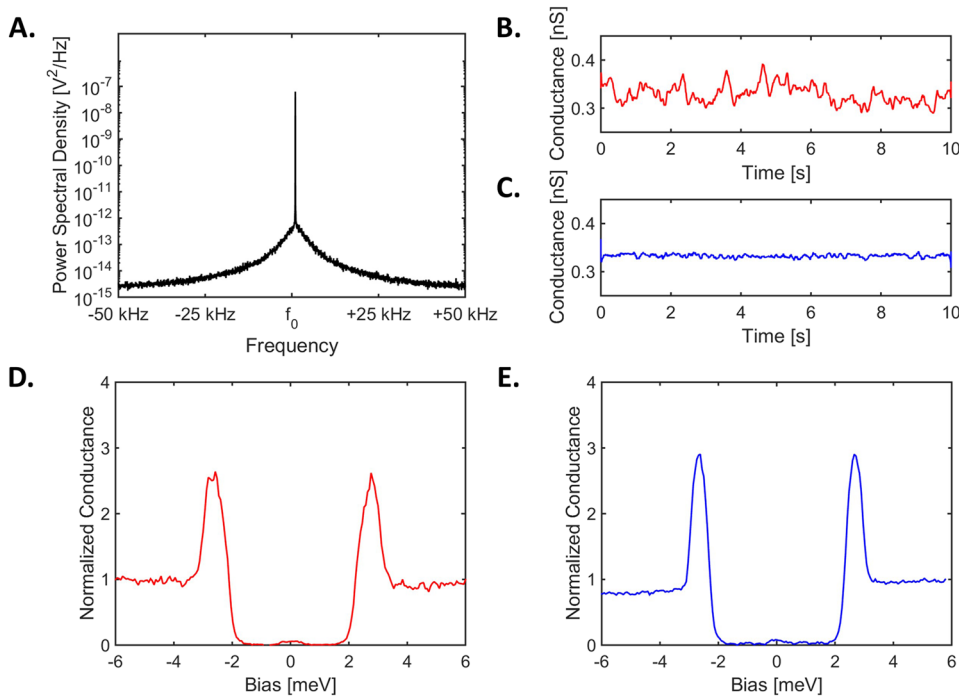 A.
Power Spectral Density [V²/Hz]
10⁻⁷
10⁻⁸
10⁻⁹
10⁻¹⁰
10⁻¹¹
10⁻¹²
10⁻¹³
10⁻¹⁴
10⁻¹⁵
-50 kHz -25 kHz f₀ +25 kHz +50 kHz
Frequency
B.
Conductance [nS]
0.4
0.3
0 2 4 6 8 10
Time [s]
C.
Conductance [nS]
0.4
0.3
0 2 4 6 8 10
Time [s]
D.
Normalized Conductance
4
3
2
1
0
-6 -4 -2 0 2 4 6
Bias [meV]
E.
Normalized Conductance
4
3
2
1
0
-6 -4 -2 0 2 4 6
Bias [meV]